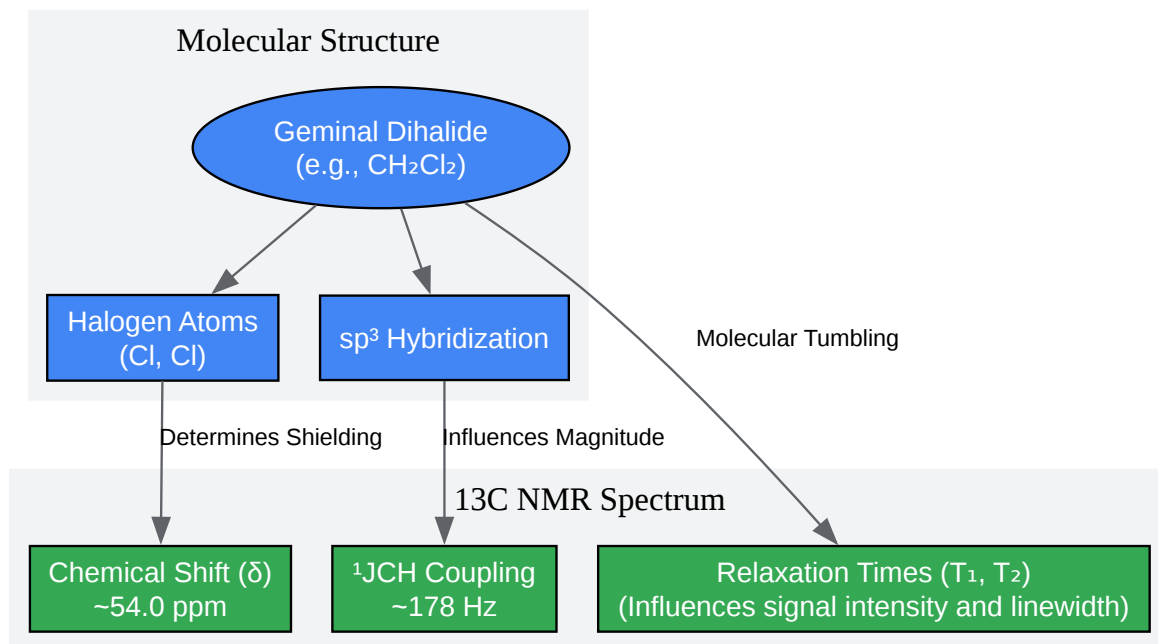 Molecular Structure
Geminal Dihalide
(e.g., CH₂Cl₂)
Halogen Atoms
(Cl, Cl)
sp³ Hybridization
Molecular Tumbling
Determines Shielding
Influences Magnitude
13C NMR Spectrum
Chemical Shift (δ)
~54.0 ppm
¹JCH Coupling
~178 Hz
Relaxation Times (T₁, T₂)
(Influences signal intensity and linewidth)